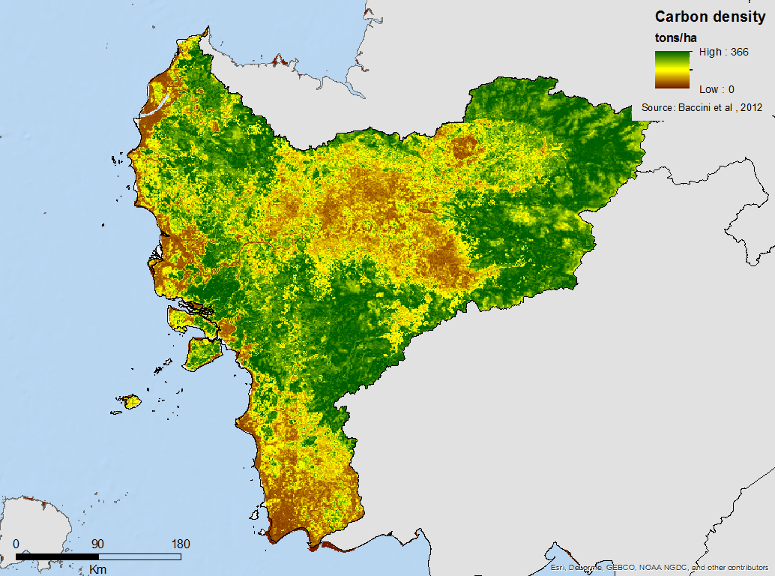 Carbon density
tons/ha
High : 366
Low : 0
Source: Baccini et al , 2012
0 90 180
Km
Esri, DeLorme, GEBCO, NOAA NGDC, and other contributors